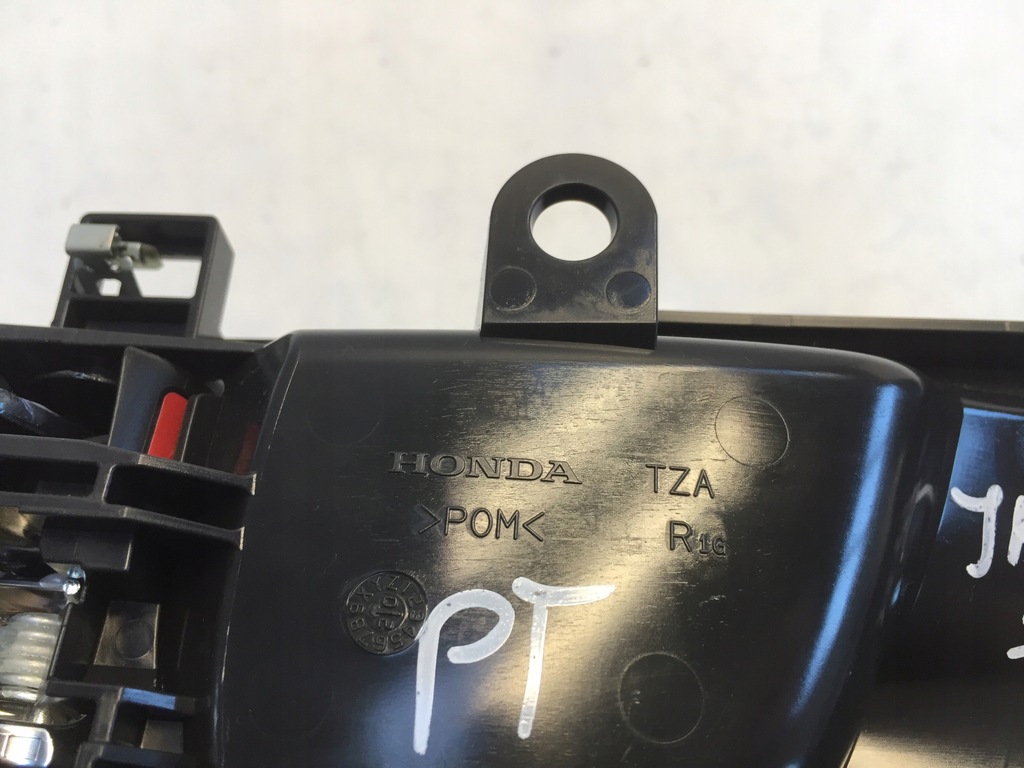 HONDA TZA
>POM< R1G
PT